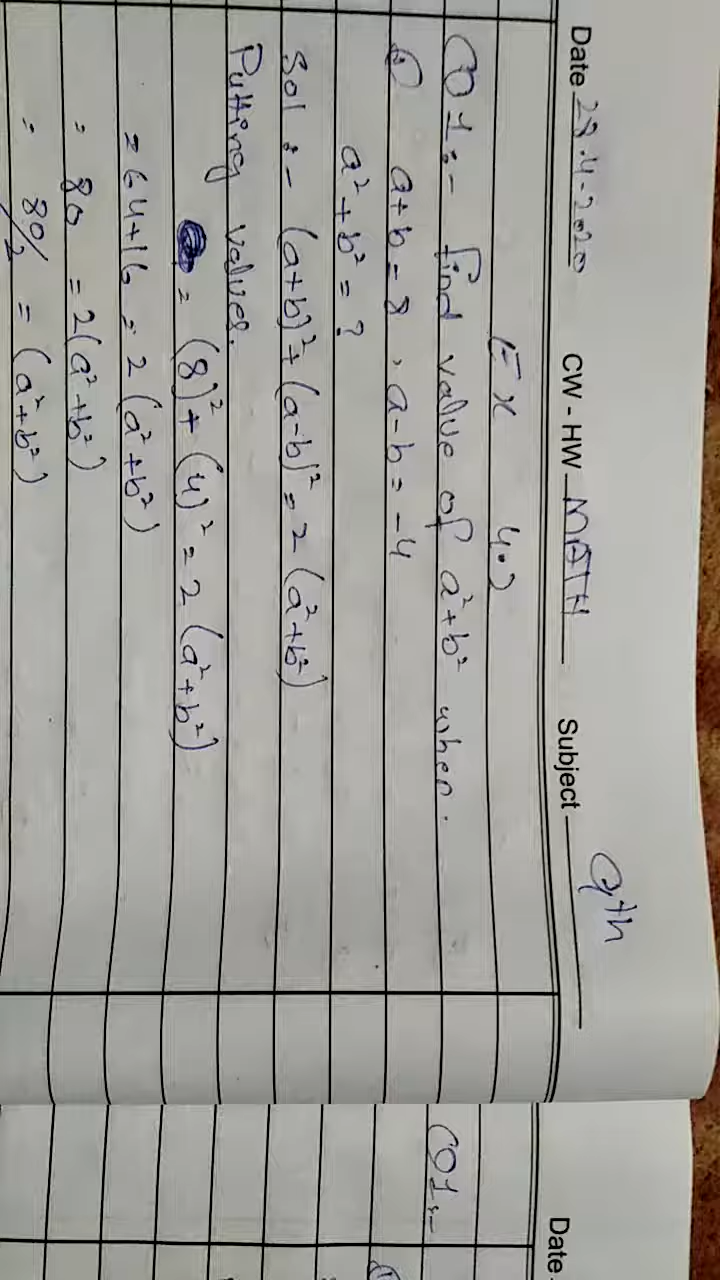 9th
Date 28.4-2020 CW - HW MATH Subject
Ex 4.2
Q1:- find value of a²+b² when.
a+b=8, a-b=-4
a²+b²=?
Sol:- (a+b)²+(a-b)²=2(a²+b²)
Putting values.
= (8)²+(4)²=2(a²+b²)
=64+16=2(a²+b²)
= 80 =2(a²+b²)
= 80/2 = (a²+b²)
Date
Q1:-